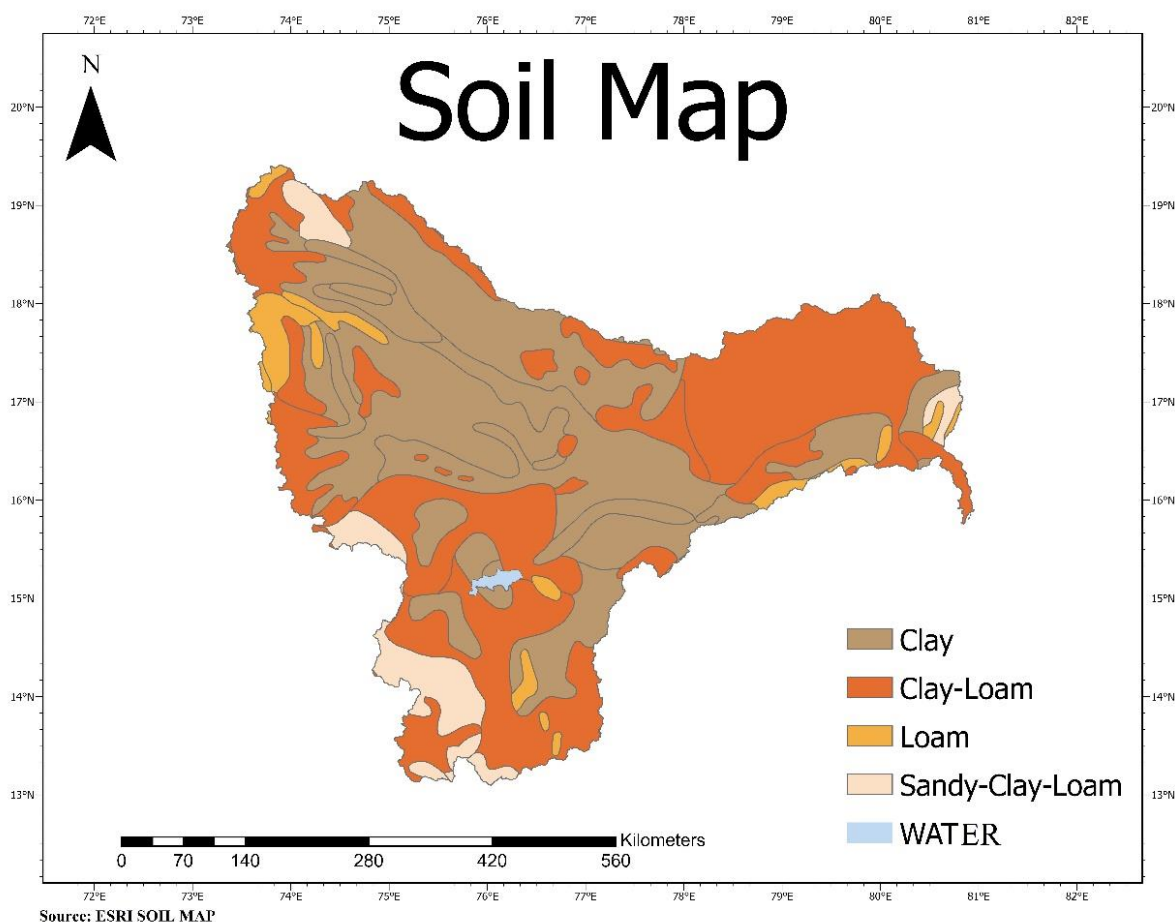 72°E 73°E 74°E 75°E 76°E 77°E 78°E 79°E 80°E 81°E 82°E
N
Soil Map
20°N 20°N
19°N 19°N
18°N 18°N
17°N 17°N
16°N 16°N
15°N 15°N
14°N 14°N
13°N 13°N
Clay
Clay-Loam
Loam
Sandy-Clay-Loam
WATER
Kilometers
0 70 140 280 420 560
72°E 73°E 74°E 75°E 76°E 77°E 78°E 79°E 80°E 81°E 82°E
Source: ESRI SOIL MAP